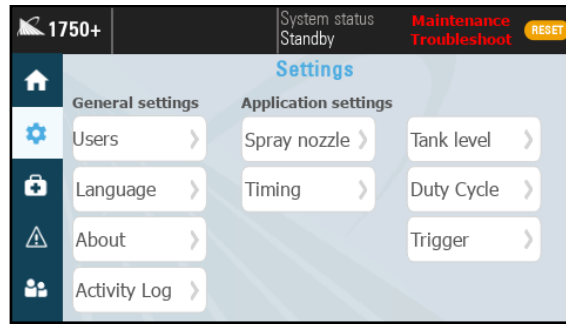 1750+
System status
Standby
Maintenance
Troubleshoot
RESET
Settings
General settings
Application settings
Users
Spray nozzle
Tank level
Language
Timing
Duty Cycle
About
Trigger
Activity Log